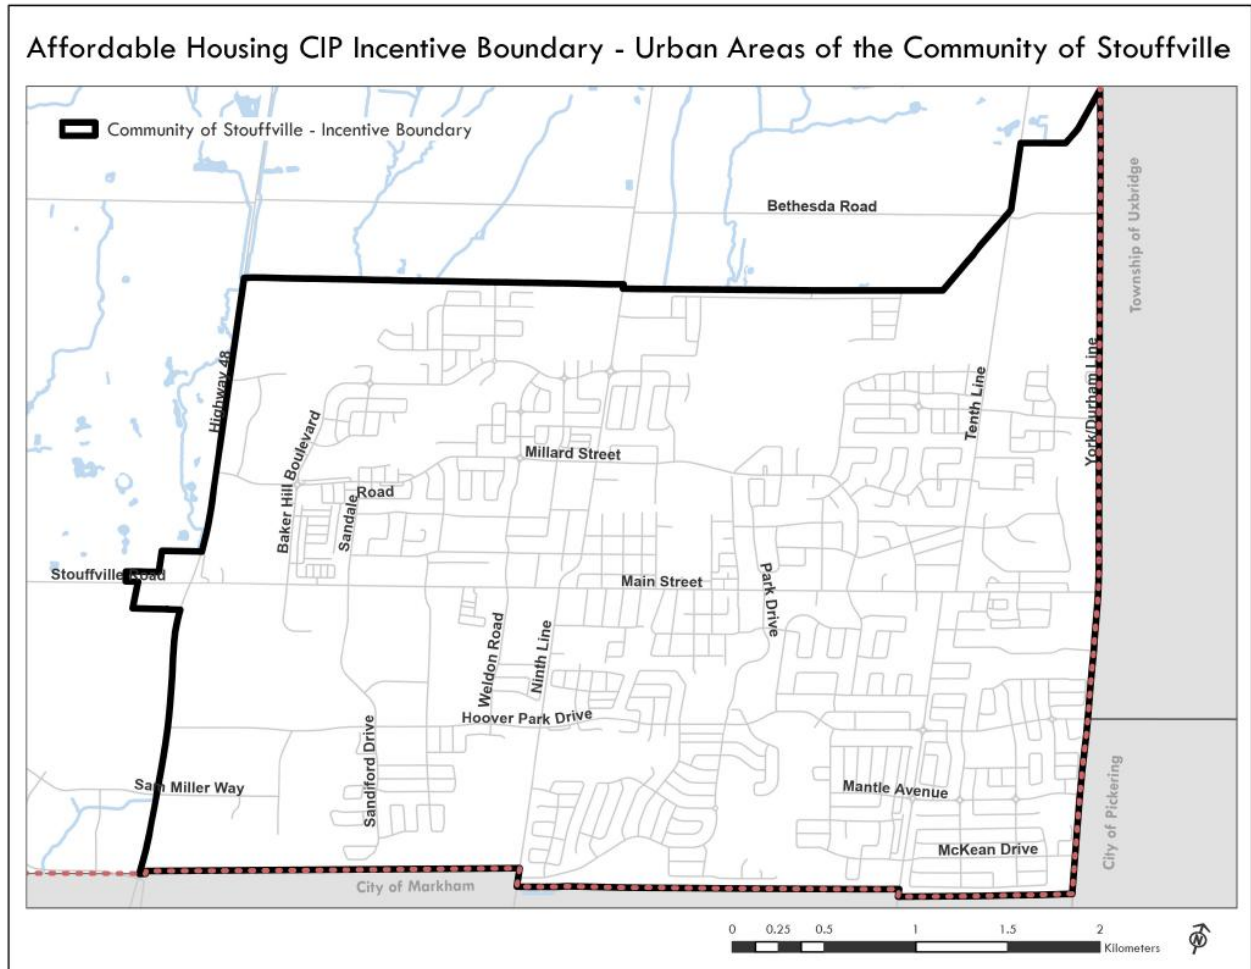 Affordable Housing CIP Incentive Boundary - Urban Areas of the Community of Stouffville
Community of Stouffville - Incentive Boundary
Bethesda Road
Township of Uxbridge
Highway 48
York/Durham Line
Tenth Line
Baker Hill Boulevard
Millard Street
Sandale Road
Stouffville Road
Main Street
Park Drive
Weldon Road
Ninth Line
Hoover Park Drive
Sandiford Drive
Sam Miller Way
Mantle Avenue
City of Pickering
McKean Drive
City of Markham
0 0.25 0.5 1 1.5 2
Kilometers
N